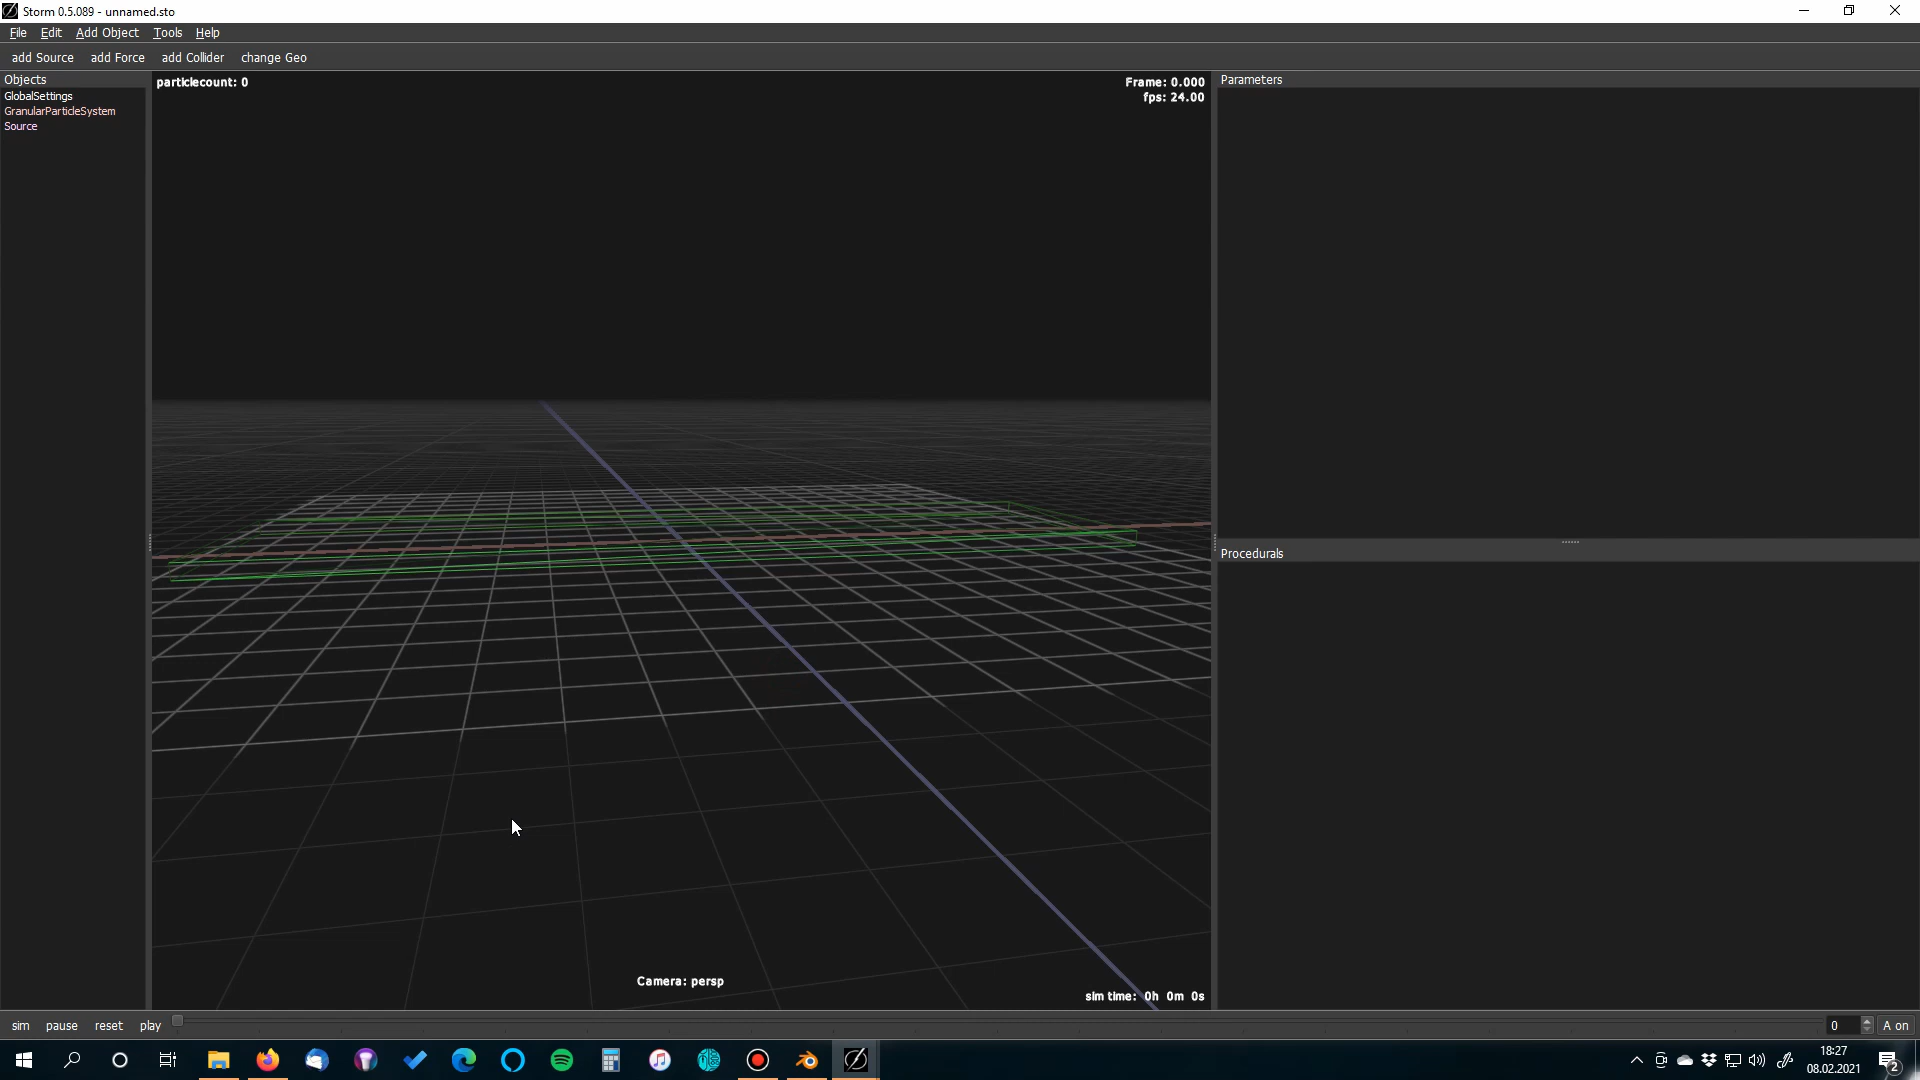 Storm 0.5.089 - unnamed.sto
File Edit Add Object Tools Help
add Source add Force add Collider change Geo
Objects
GlobalSettings
GranularParticleSystem
Source
particlecount: 0
Frame: 0.000
fps: 24.00
Camera: persp
sim time: 0h 0m 0s
Parameters
Procedurals
sim pause reset play
0
A on
18:27
08.02.2021
2